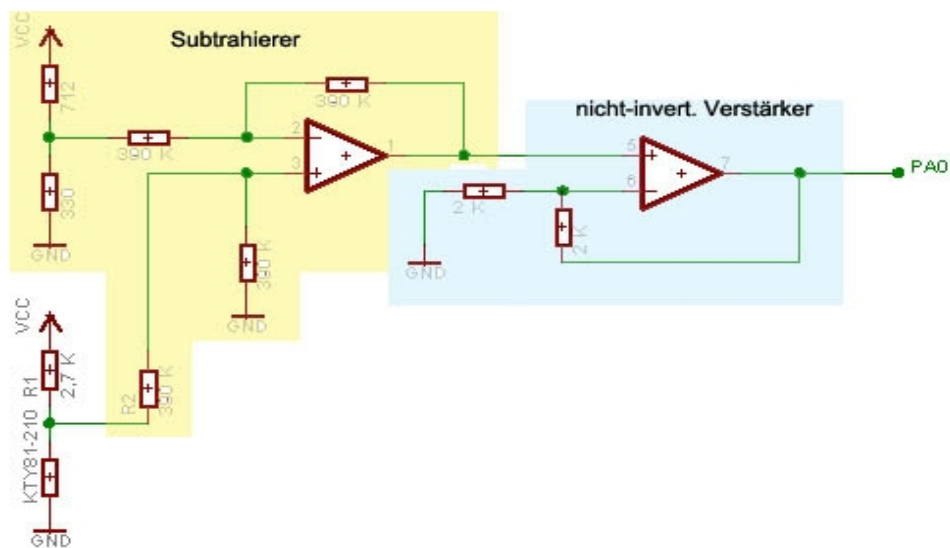 VCC
Subtrahierer
712
390 K
nicht-invert. Verstärker
2
1
390 K
3
5
7
PA0
330
2 K
6
GND
390 K
2 K
GND
GND
VCC
GND
R1
2,7 K
R2
390 K
KTY81-210
GND